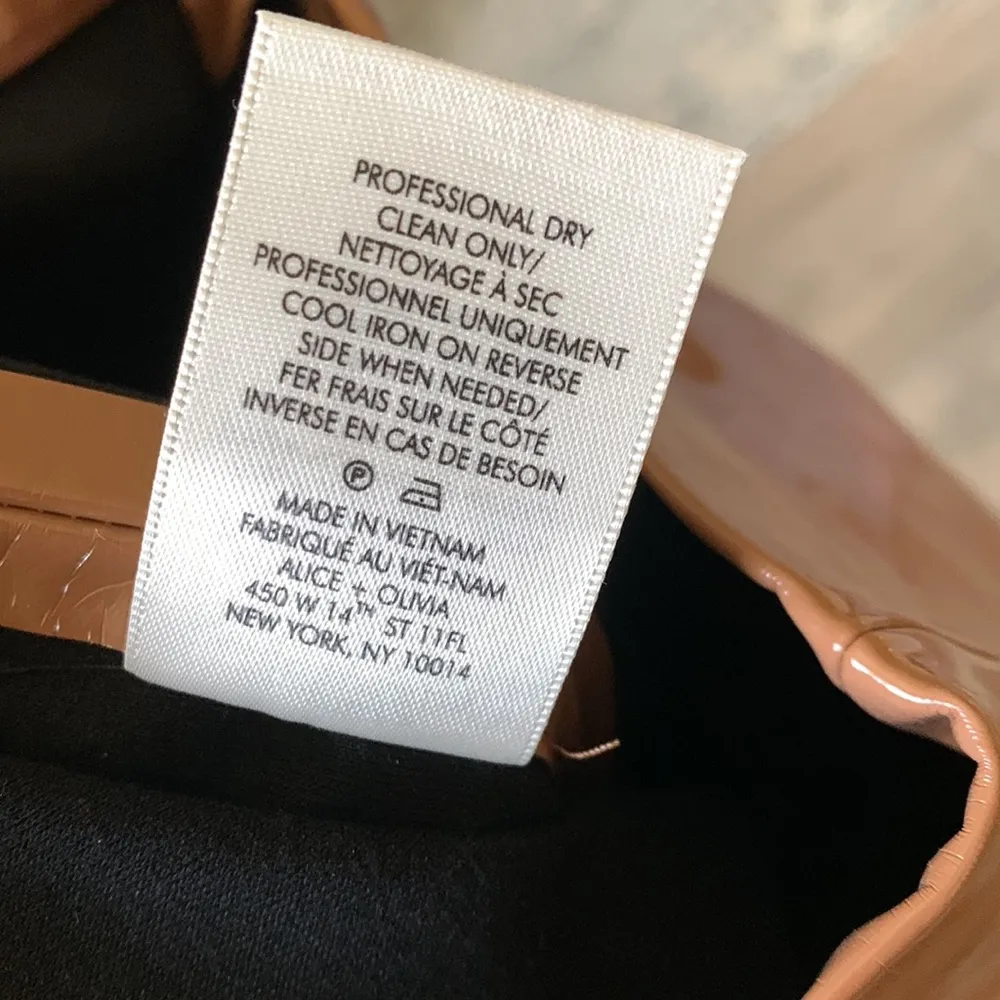 PROFESSIONAL DRY
CLEAN ONLY/
NETTOYAGE À SEC
PROFESSIONNEL UNIQUEMENT
COOL IRON ON REVERSE
SIDE WHEN NEEDED/
FER FRAIS SUR LE CÔTÉ
INVERSE EN CAS DE BESOIN
P
MADE IN VIETNAM
FABRIQUÉ AU VIÉT-NAM
ALICE + OLIVIA
450 W 14TH ST 11FL
NEW YORK, NY 10014